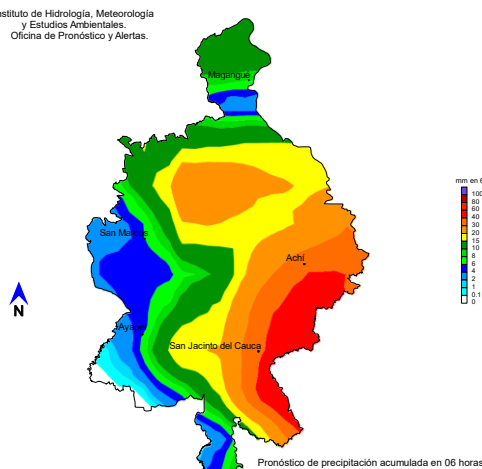 nstituto de Hidrología, Meteorología
y Estudios Ambientales.
Oficina de Pronóstico y Alertas.
Magangué
San Marcos
Achí
Ayapel
San Jacinto del Cauca
N
mm en 6
100
80
60
40
30
20
15
10
8
6
4
2
1
0.1
0
Pronóstico de precipitación acumulada en 06 horas